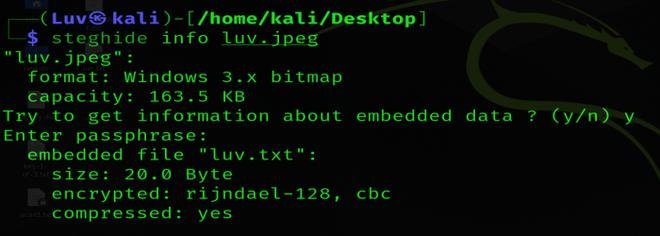 (Luv㉿kali)-[/home/kali/Desktop]
$ steghide info luv.jpeg
"luv.jpeg":
format: Windows 3.x bitmap
capacity: 163.5 KB
Try to get information about embedded data ? (y/n) y
Enter passphrase:
embedded file "luv.txt":
size: 20.0 Byte
encrypted: rijndael-128, cbc
compressed: yes